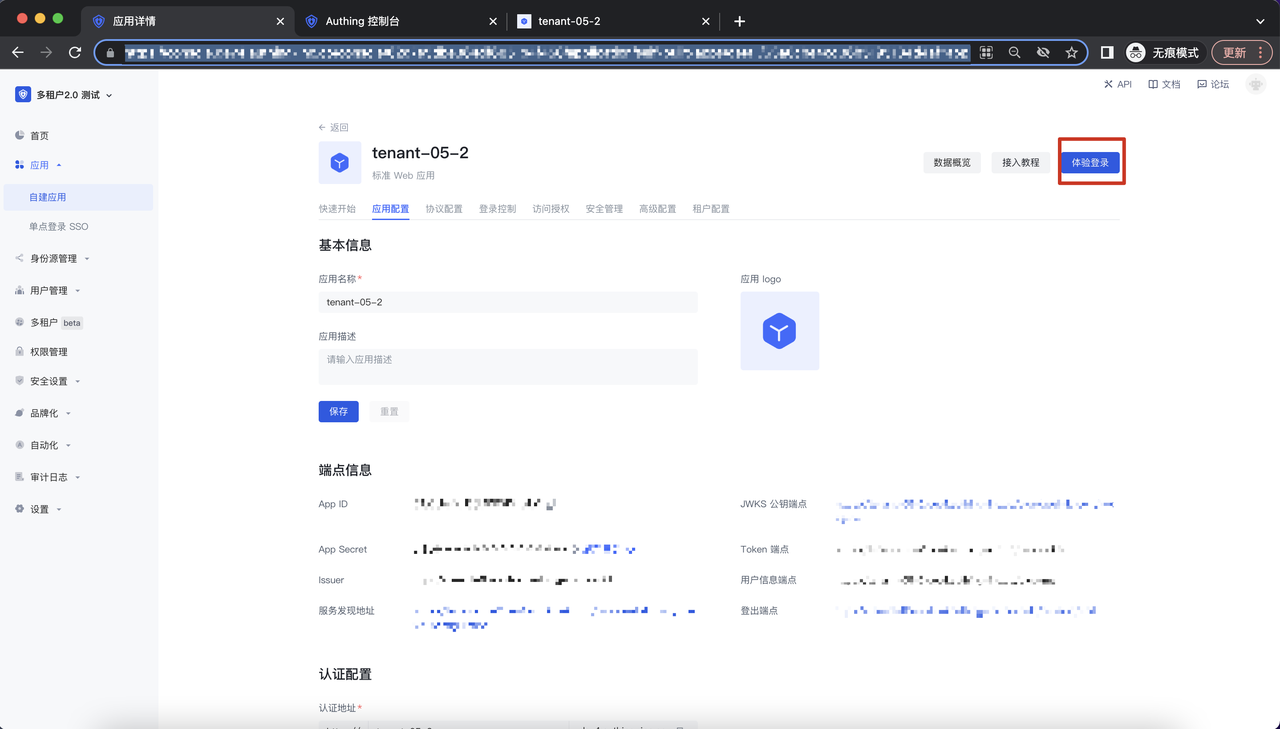 应用详情
Authing 控制台
tenant-05-2
无痕模式
更新
多租户2.0 测试
API
文档
论坛
首页
应用
自建应用
单点登录 SSO
身份源管理
用户管理
多租户 beta
权限管理
安全设置
品牌化
自动化
审计日志
设置
返回
tenant-05-2
标准 Web 应用
数据概览
接入教程
体验登录
快速开始
应用配置
协议配置
登录控制
访问授权
安全管理
高级配置
租户配置
基本信息
应用名称*
tenant-05-2
应用描述
请输入应用描述
应用 logo
保存
重置
端点信息
App ID
JWKS 公钥端点
App Secret
Token 端点
Issuer
用户信息端点
服务发现地址
登出端点
认证配置
认证地址*